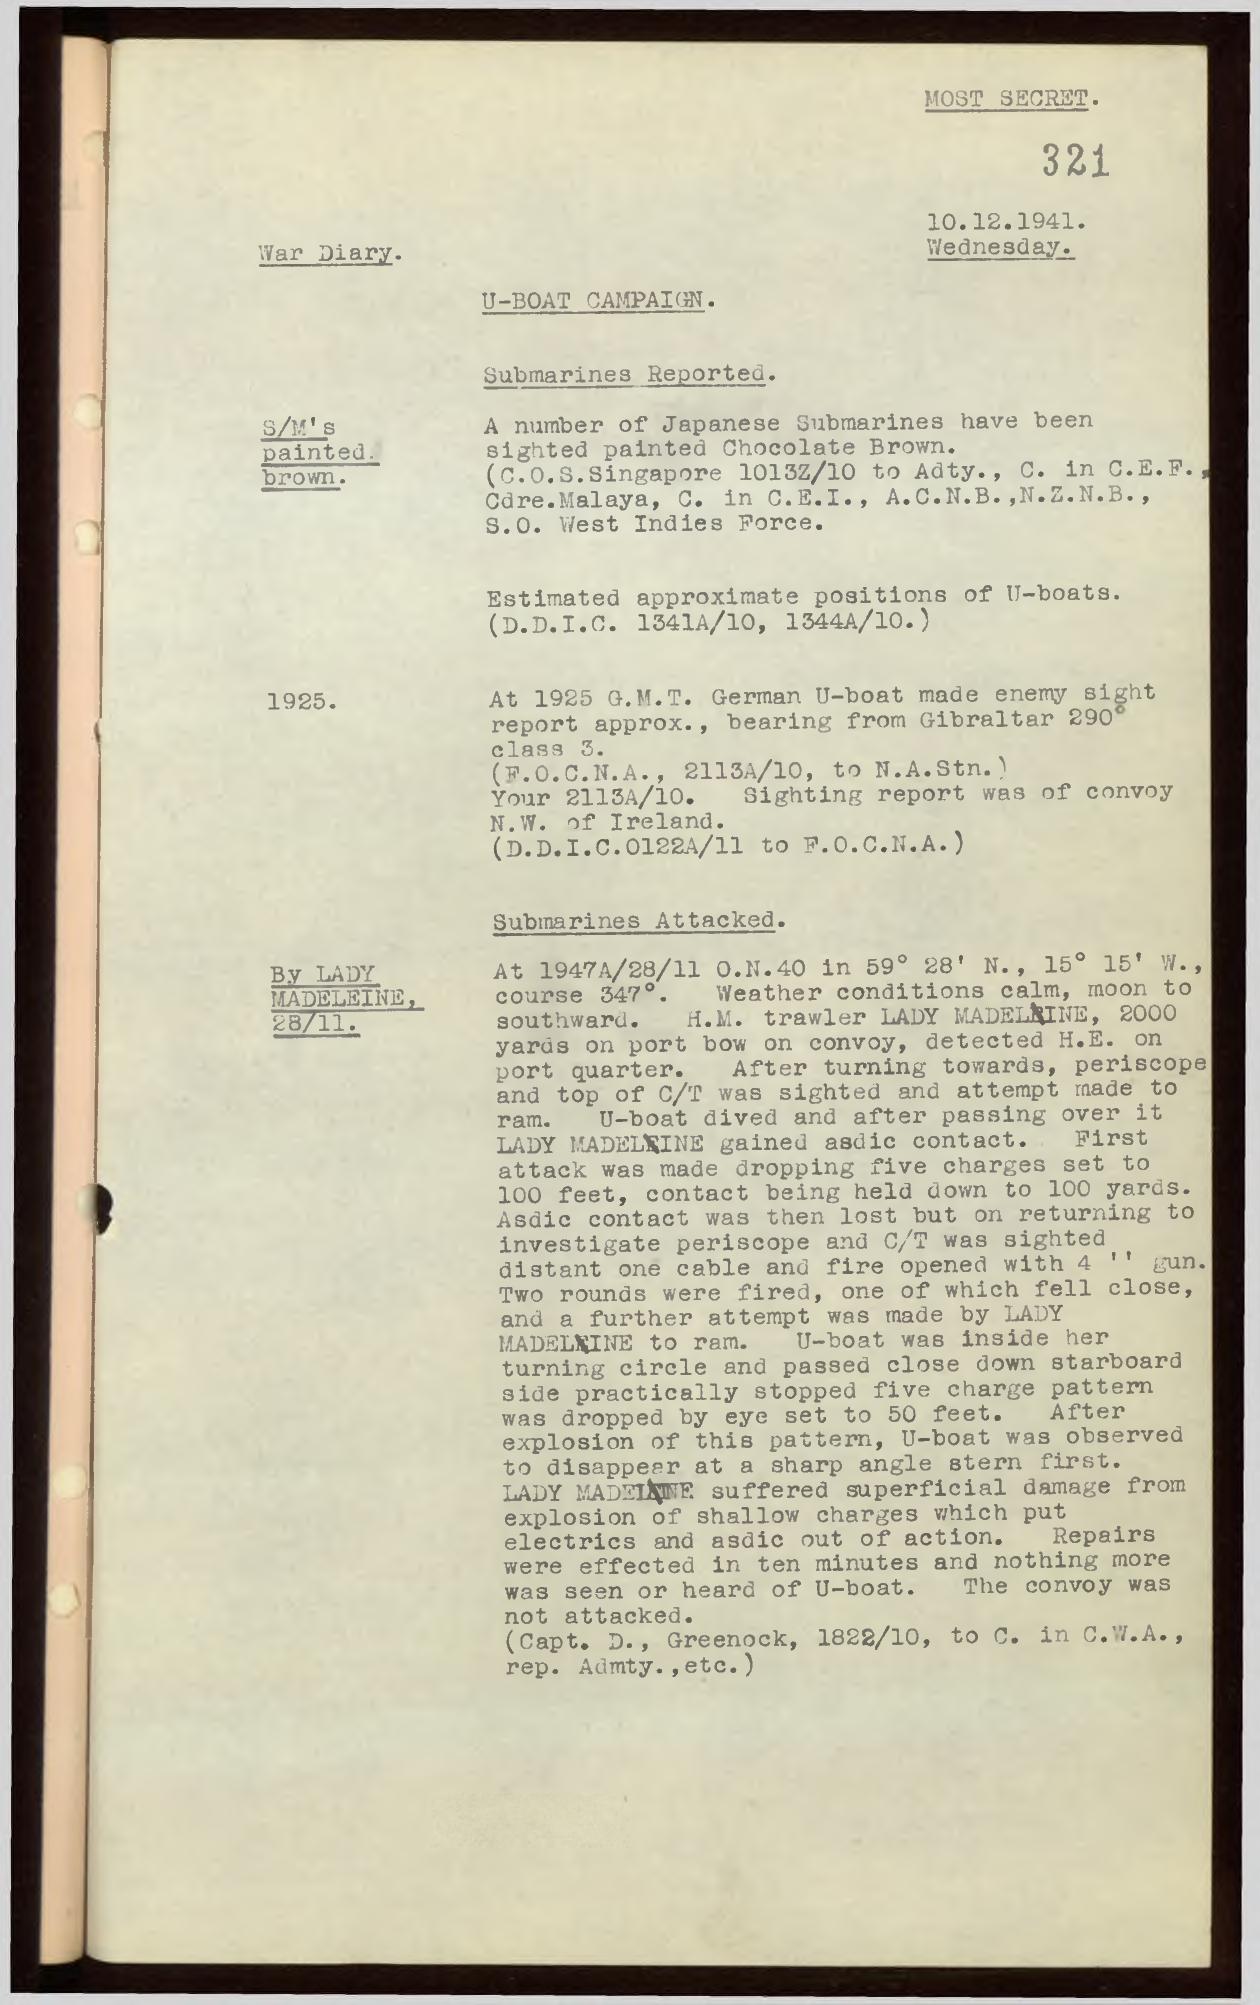 MOST SECRET.
321
10.12.1941.
War Diary.
Wednesday.
U-BOAT CAMPAIGN.
Submarines Reported.
S/M's
painted.
brown.
A number of Japanese Submarines have been
sighted painted Chocolate Brown.
(C.O.S.Singapore 1013Z/10 to Adty., C. in C.E.F.,
Cdre.Malaya, C. in C.E.I., A.C.N.B.,N.Z.N.B.,
S.O. West Indies Force.
Estimated approximate positions of U-boats.
(D.D.I.C. 1341A/10, 1344A/10.)
1925.
At 1925 G.M.T. German U-boat made enemy sight
report approx., bearing from Gibraltar 290°
class 3.
(F.O.C.N.A., 2113A/10, to N.A.Stn.)
Your 2113A/10. Sighting report was of convoy
N.W. of Ireland.
(D.D.I.C.0122A/11 to F.O.C.N.A.)
Submarines Attacked.
By LADY
MADELEINE,
28/11.
At 1947A/28/11 O.N.40 in 59° 28' N., 15° 15' W.,
course 347°. Weather conditions calm, moon to
southward. H.M. trawler LADY MADELEINE, 2000
yards on port bow on convoy, detected H.E. on
port quarter. After turning towards, periscope
and top of C/T was sighted and attempt made to
ram. U-boat dived and after passing over it
LADY MADELEINE gained asdic contact. First
attack was made dropping five charges set to
100 feet, contact being held down to 100 yards.
Asdic contact was then lost but on returning to
investigate periscope and C/T was sighted
distant one cable and fire opened with 4 '' gun.
Two rounds were fired, one of which fell close,
and a further attempt was made by LADY
MADELEINE to ram. U-boat was inside her
turning circle and passed close down starboard
side practically stopped five charge pattern
was dropped by eye set to 50 feet. After
explosion of this pattern, U-boat was observed
to disappear at a sharp angle stern first.
LADY MADELEINE suffered superficial damage from
explosion of shallow charges which put
electrics and asdic out of action. Repairs
were effected in ten minutes and nothing more
was seen or heard of U-boat. The convoy was
not attacked.
(Capt. D., Greenock, 1822/10, to C. in C.W.A.,
rep. Admty.,etc.)